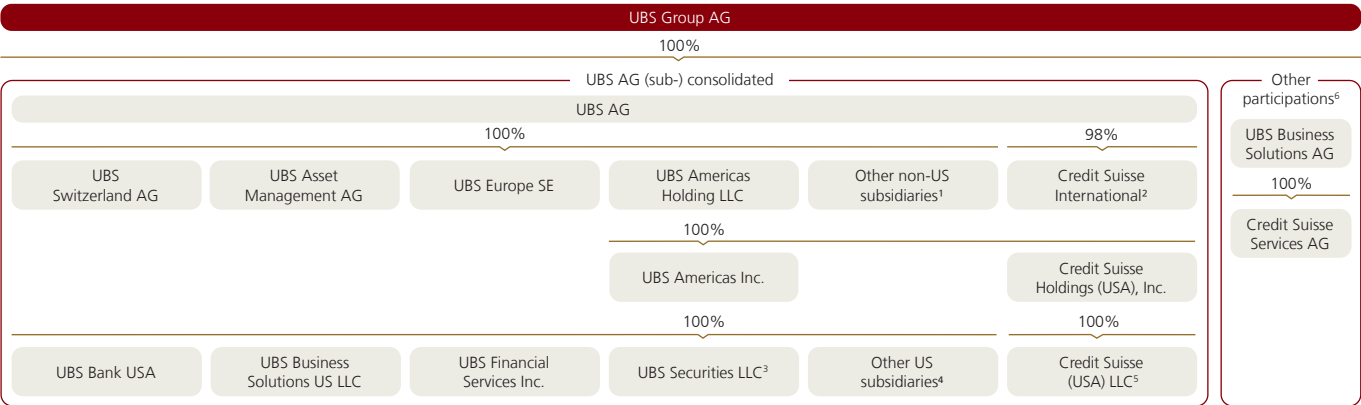 UBS Group AG
100%
UBS AG (sub-) consolidated
UBS AG
100%
98%
UBS
Switzerland AG
UBS Asset
Management AG
UBS Europe SE
UBS Americas
Holding LLC
Other non-US
subsidiaries¹
Credit Suisse
International²
100%
UBS Americas Inc.
Credit Suisse
Holdings (USA), Inc.
100%
100%
UBS Bank USA
UBS Business
Solutions US LLC
UBS Financial
Services Inc.
UBS Securities LLC³
Other US
subsidiaries⁴
Credit Suisse
(USA) LLC⁵
Other
participations⁶
UBS Business
Solutions AG
100%
Credit Suisse
Services AG